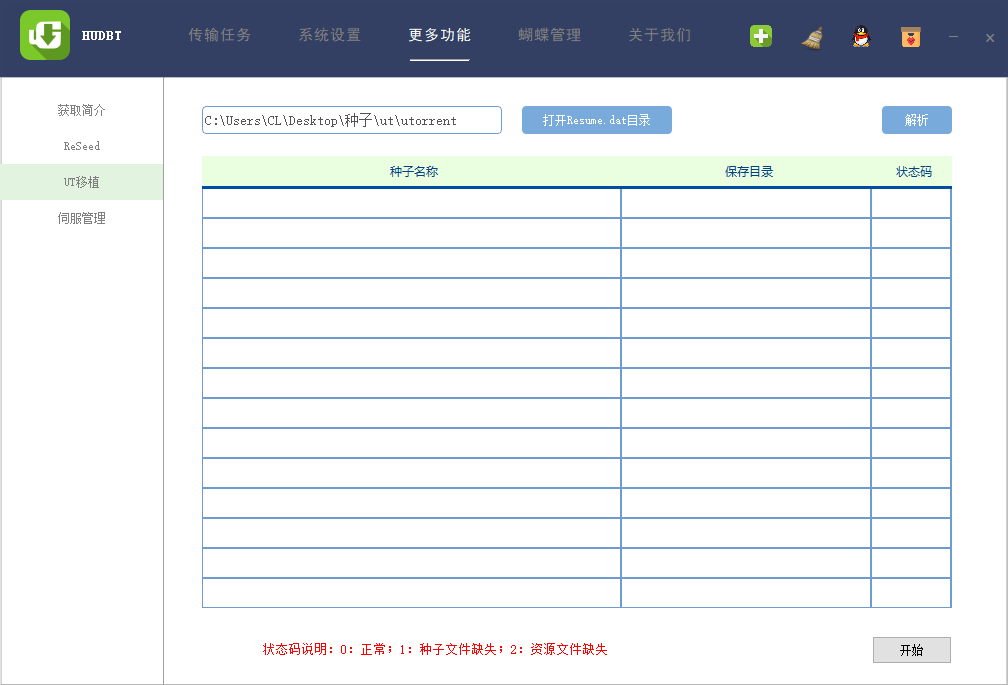 HUDBT 传输任务 系统设置 更多功能 蝴蝶管理 关于我们
获取简介
ReSeed
UT移植
伺服管理
C:\Users\CL\Desktop\种子\ut\utorrent 打开Resume.dat目录 解析
种子名称 保存目录 状态码
状态码说明：0：正常；1：种子文件缺失；2：资源文件缺失 开始